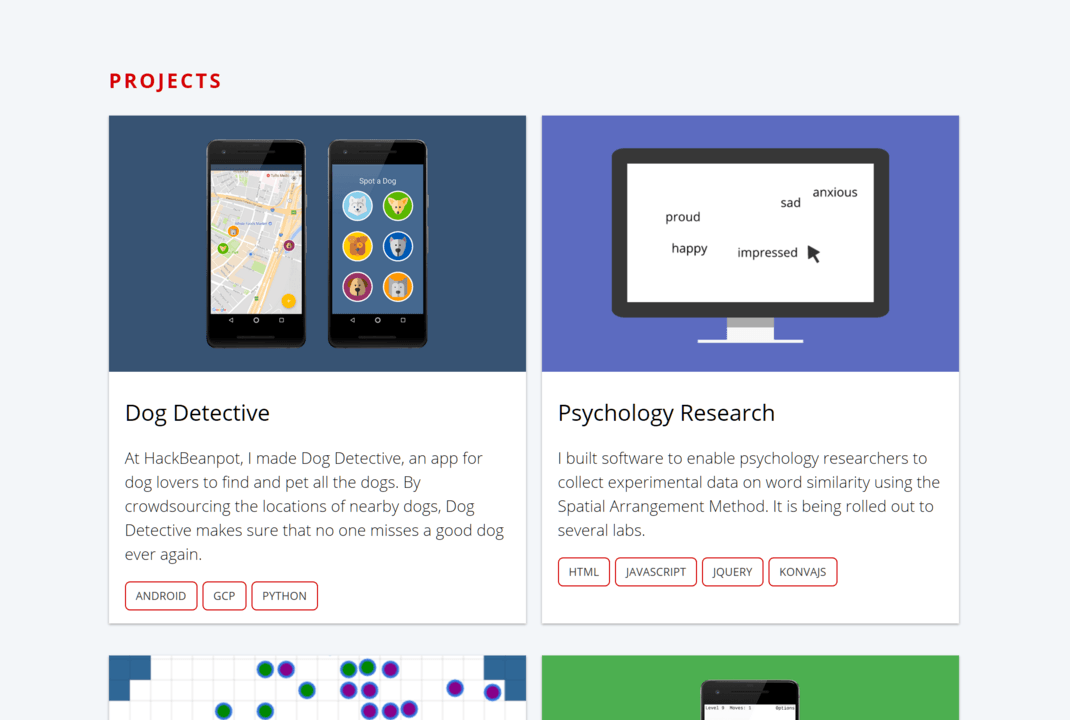 PROJECTS
Spot a Dog
anxious
sad
proud
happy
impressed
Dog Detective
At HackBeanpot, I made Dog Detective, an app for
dog lovers to find and pet all the dogs. By
crowdsourcing the locations of nearby dogs, Dog
Detective makes sure that no one misses a good dog
ever again.
ANDROID GCP PYTHON
Psychology Research
I built software to enable psychology researchers to
collect experimental data on word similarity using the
Spatial Arrangement Method. It is being rolled out to
several labs.
HTML JAVASCRIPT JQUERY KONVAJS
Level 0 Moves: 1 Options